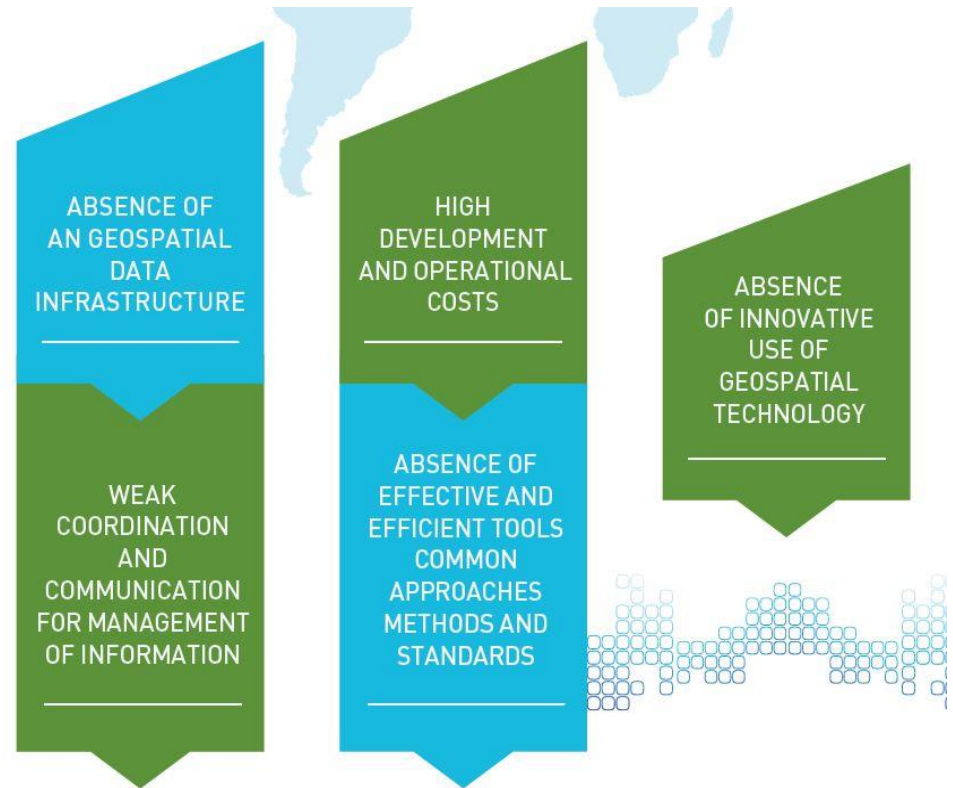 ABSENCE OF
AN GEOSPATIAL
DATA
INFRASTRUCTURE
WEAK
COORDINATION
AND
COMMUNICATION
FOR MANAGEMENT
OF INFORMATION
HIGH
DEVELOPMENT
AND OPERATIONAL
COSTS
ABSENCE OF
EFFECTIVE AND
EFFICIENT TOOLS
COMMON
APPROACHES
METHODS AND
STANDARDS
ABSENCE
OF INNOVATIVE
USE OF
GEOSPATIAL
TECHNOLOGY